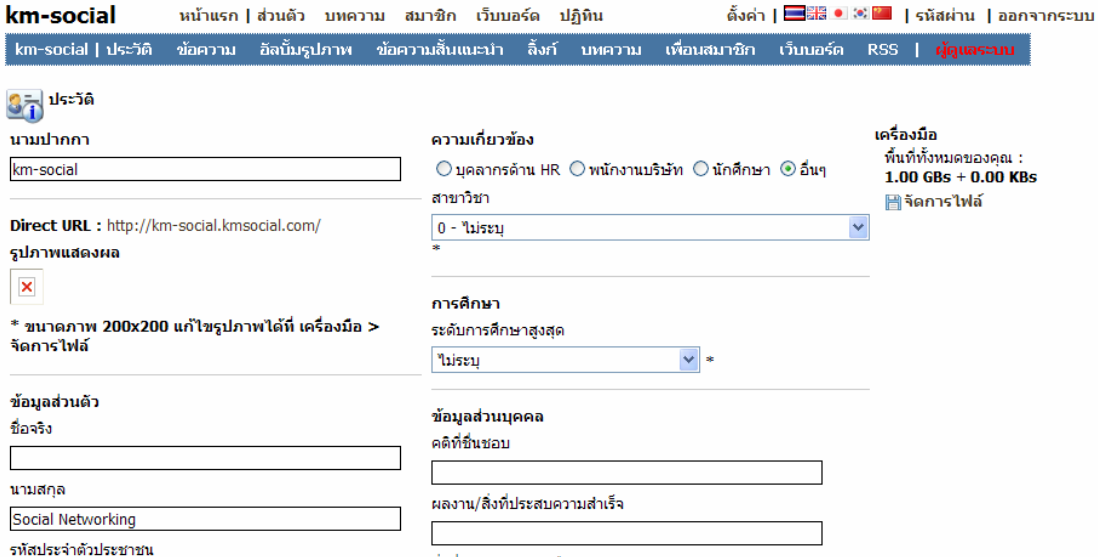 km-social หน้าแรก | ส่วนตัว บทความ สมาชิก เว็บบอร์ด ปฏิทิน ตั้งค่า | | รหัสผ่าน | ออกจากระบบ
km-social | ประวัติ ข้อความ อัลบั้มรูปภาพ ข้อความสั้นแนะนำ ลิ้งก์ บทความ เพื่อนสมาชิก เว็บบอร์ด RSS | ผู้ดูแลระบบ
ประวัติ
นามปากกา
km-social
Direct URL : http://km-social.kmsocial.com/
รูปภาพแสดงผล
* ขนาดภาพ 200x200 แก้ไขรูปภาพได้ที่ เครื่องมือ >
จัดการไฟล์
ข้อมูลส่วนตัว
ชื่อจริง
นามสกุล
Social Networking
รหัสประจำตัวประชาชน
ความเกี่ยวข้อง
บุคลากรด้าน HR พนักงานบริษัท นักศึกษา อื่นๆ
สาขาวิชา
0 - ไม่ระบุ
*
การศึกษา
ระดับการศึกษาสูงสุด
ไม่ระบุ *
ข้อมูลส่วนบุคคล
คติที่ชื่นชอบ
ผลงาน/สิ่งที่ประสบความสำเร็จ
เครื่องมือ
พื้นที่ทั้งหมดของคุณ :
1.00 GBs + 0.00 KBs
จัดการไฟล์